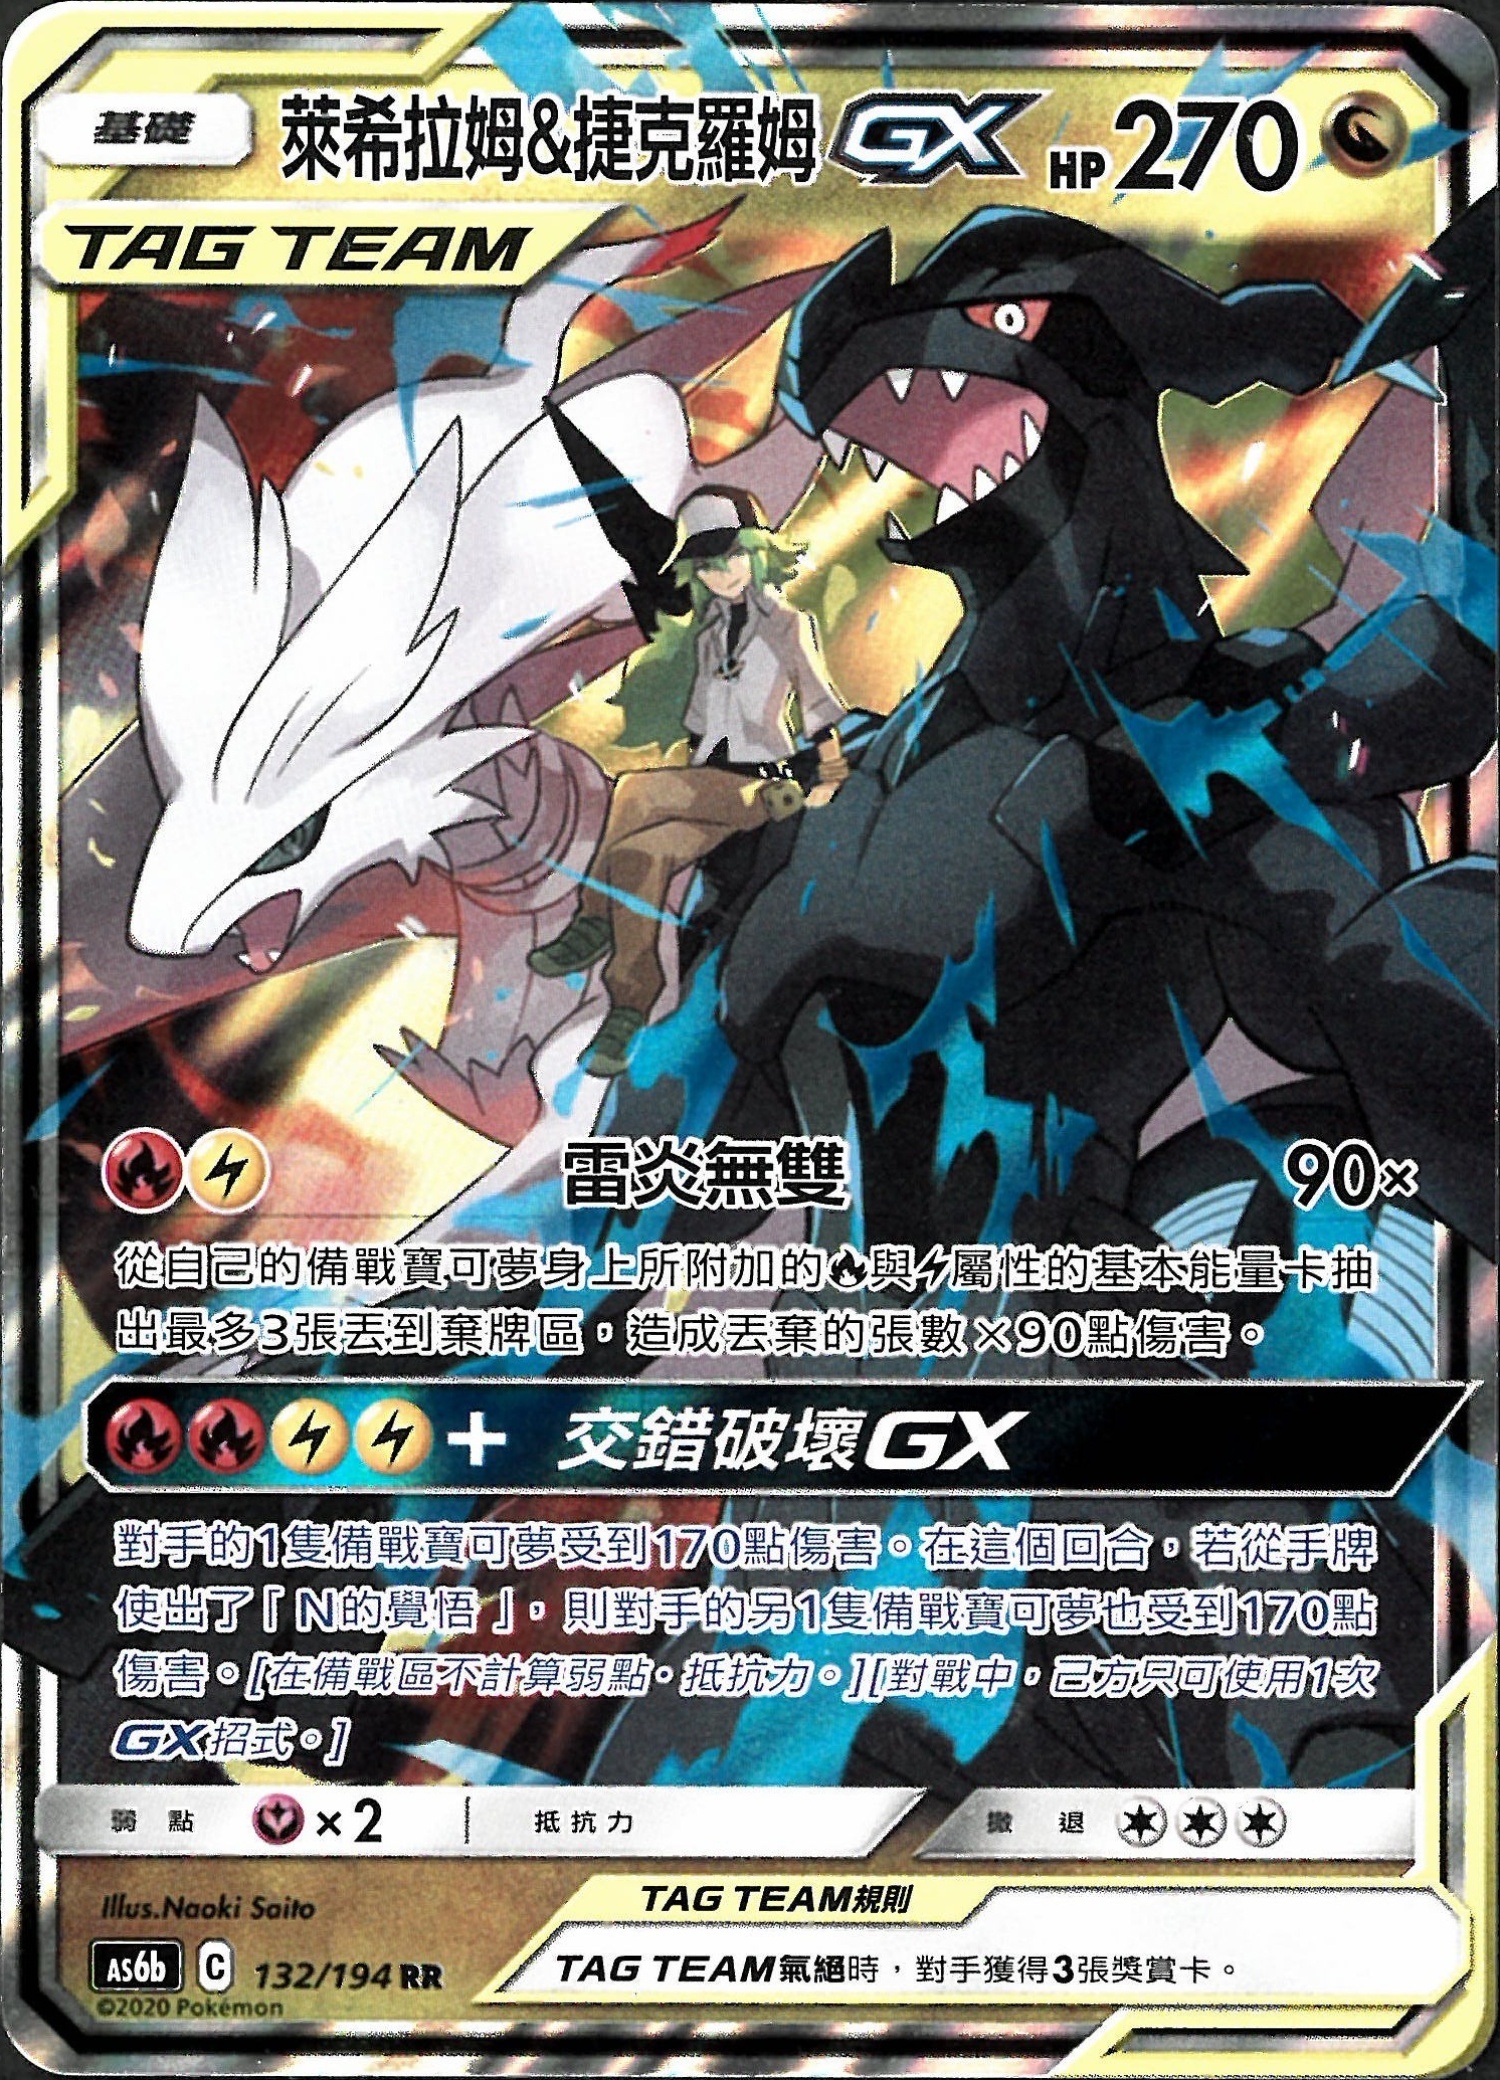 基礎 萊希拉姆&捷克羅姆GX HP270
TAG TEAM
雷炎無雙 90×
從自己的備戰寶可夢身上所附加的與屬性的基本能量卡抽
出最多3張丟到棄牌區，造成丟棄的張數×90點傷害。
+ 交錯破壞GX
對手的1隻備戰寶可夢受到170點傷害。在這個回合，若從手牌
使出了「N的覺悟」，則對手的另1隻備戰寶可夢也受到170點
傷害。[在備戰區不計算弱點・抵抗力。][對戰中，己方只可使用1次
GX招式。]
弱點 ×2 抵抗力 撤退
Illus.Naoki Saito
TAG TEAM規則
TAG TEAM氣絕時，對手獲得3張獎賞卡。
AS6b C 132/194 RR
©2020 Pokémon